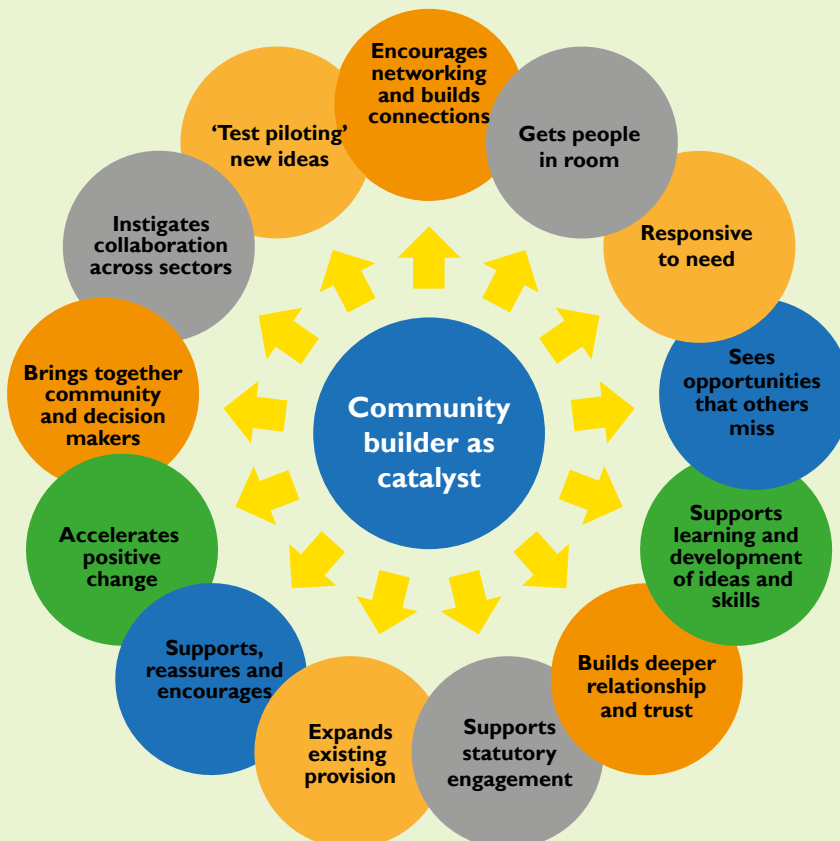 Encourages
networking
and builds
connections
Gets people
in room
Responsive
to need
Sees
opportunities
that others
miss
Supports
learning and
development
of ideas and
skills
Builds deeper
relationship
and trust
Supports
statutory
engagement
Expands
existing
provision
Supports,
reassures and
encourages
Accelerates
positive
change
Brings together
community
and decision
makers
Instigates
collaboration
across sectors
‘Test piloting’
new ideas
Community
builder as
catalyst